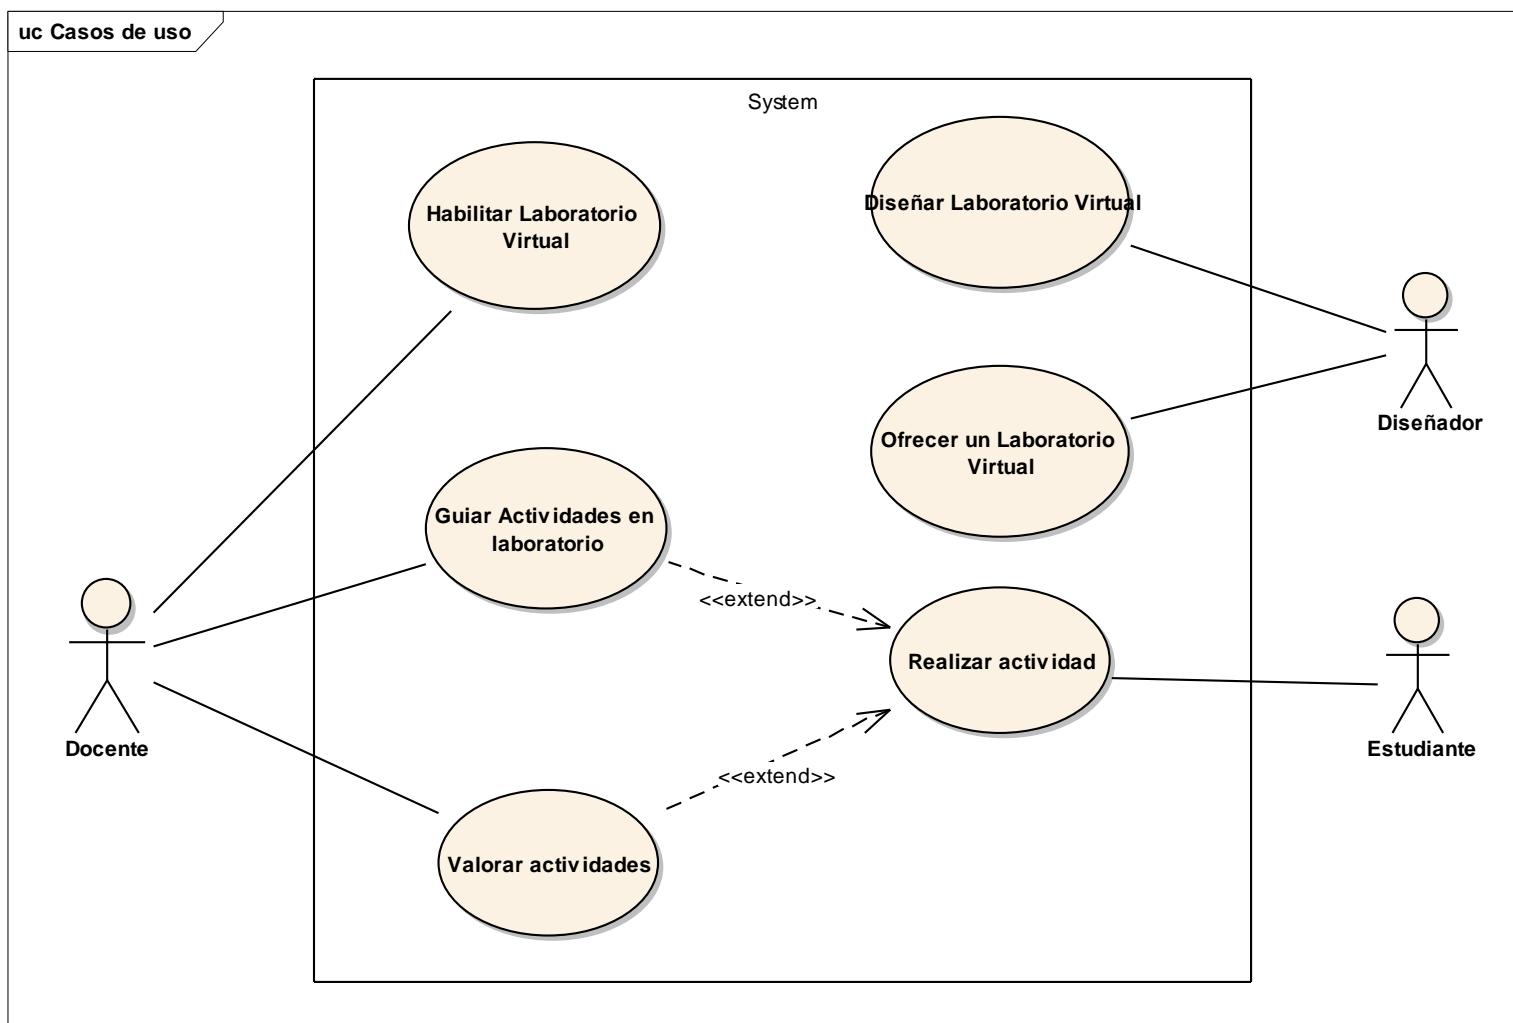 uc Casos de uso
System
Habilitar Laboratorio
Virtual
Diseñar Laboratorio Virtual
Diseñador
Ofrecer un Laboratorio
Virtual
Guiar Actividades en
laboratorio
<<extend>>
Realizar actividad
Docente
Estudiante
<<extend>>
Valorar actividades